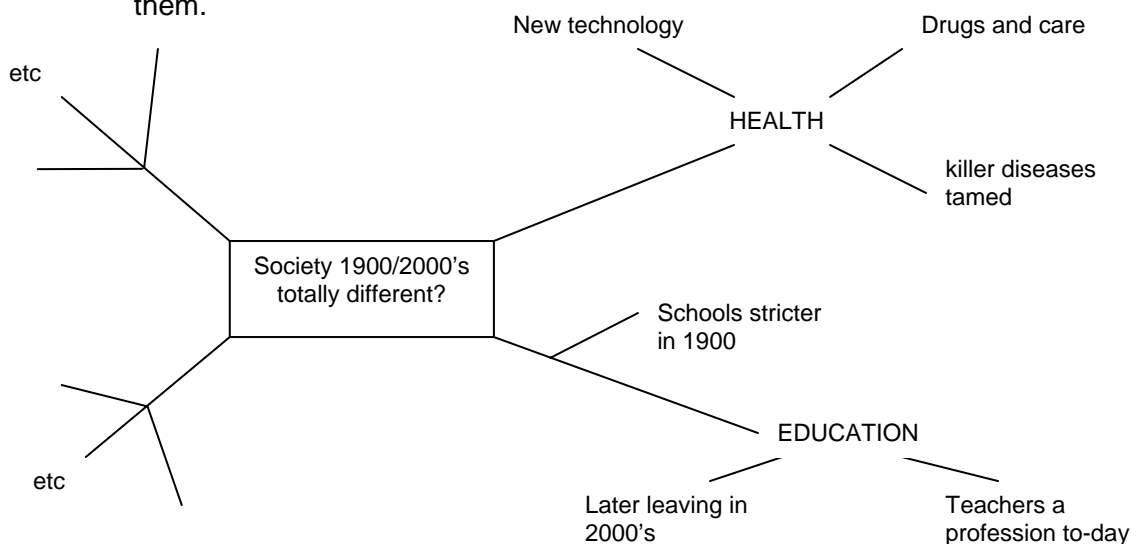 them.
New technology
Drugs and care
etc
HEALTH
killer diseases
tamed
Society 1900/2000's
totally different?
Schools stricter
in 1900
EDUCATION
etc
Later leaving in
2000's
Teachers a
profession to-day